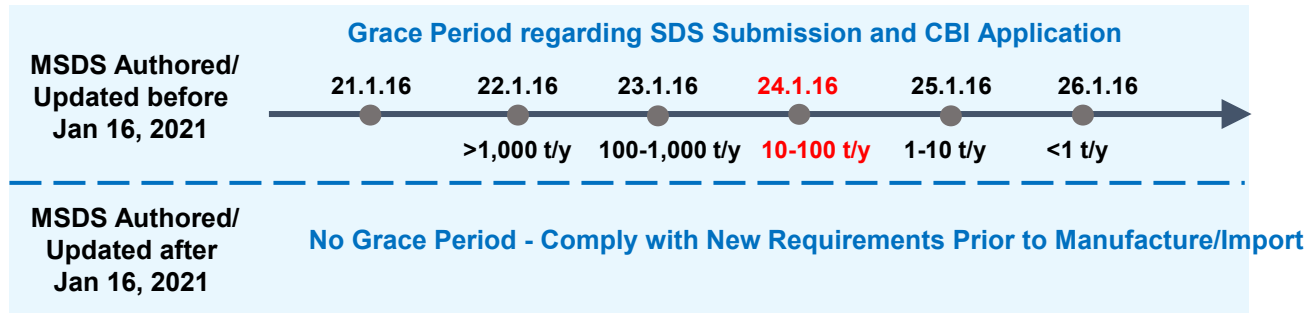 Grace Period regarding SDS Submission and CBI Application
MSDS Authored/
Updated before
Jan 16, 2021
21.1.16 22.1.16 23.1.16 24.1.16 25.1.16 26.1.16
>1,000 t/y 100-1,000 t/y 10-100 t/y 1-10 t/y <1 t/y
MSDS Authored/
Updated after
Jan 16, 2021
No Grace Period - Comply with New Requirements Prior to Manufacture/Import